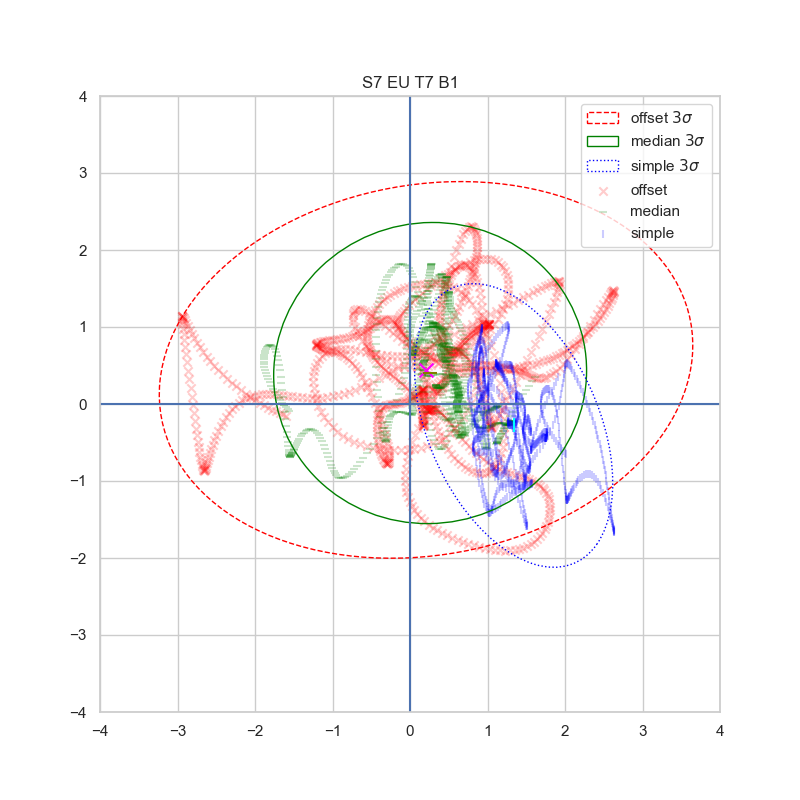 S7 EU T7 B1
offset 3σ
median 3σ
simple 3σ
offset
median
simple
4
3
2
1
0
−1
−2
−3
−4
−4 −3 −2 −1 0 1 2 3 4